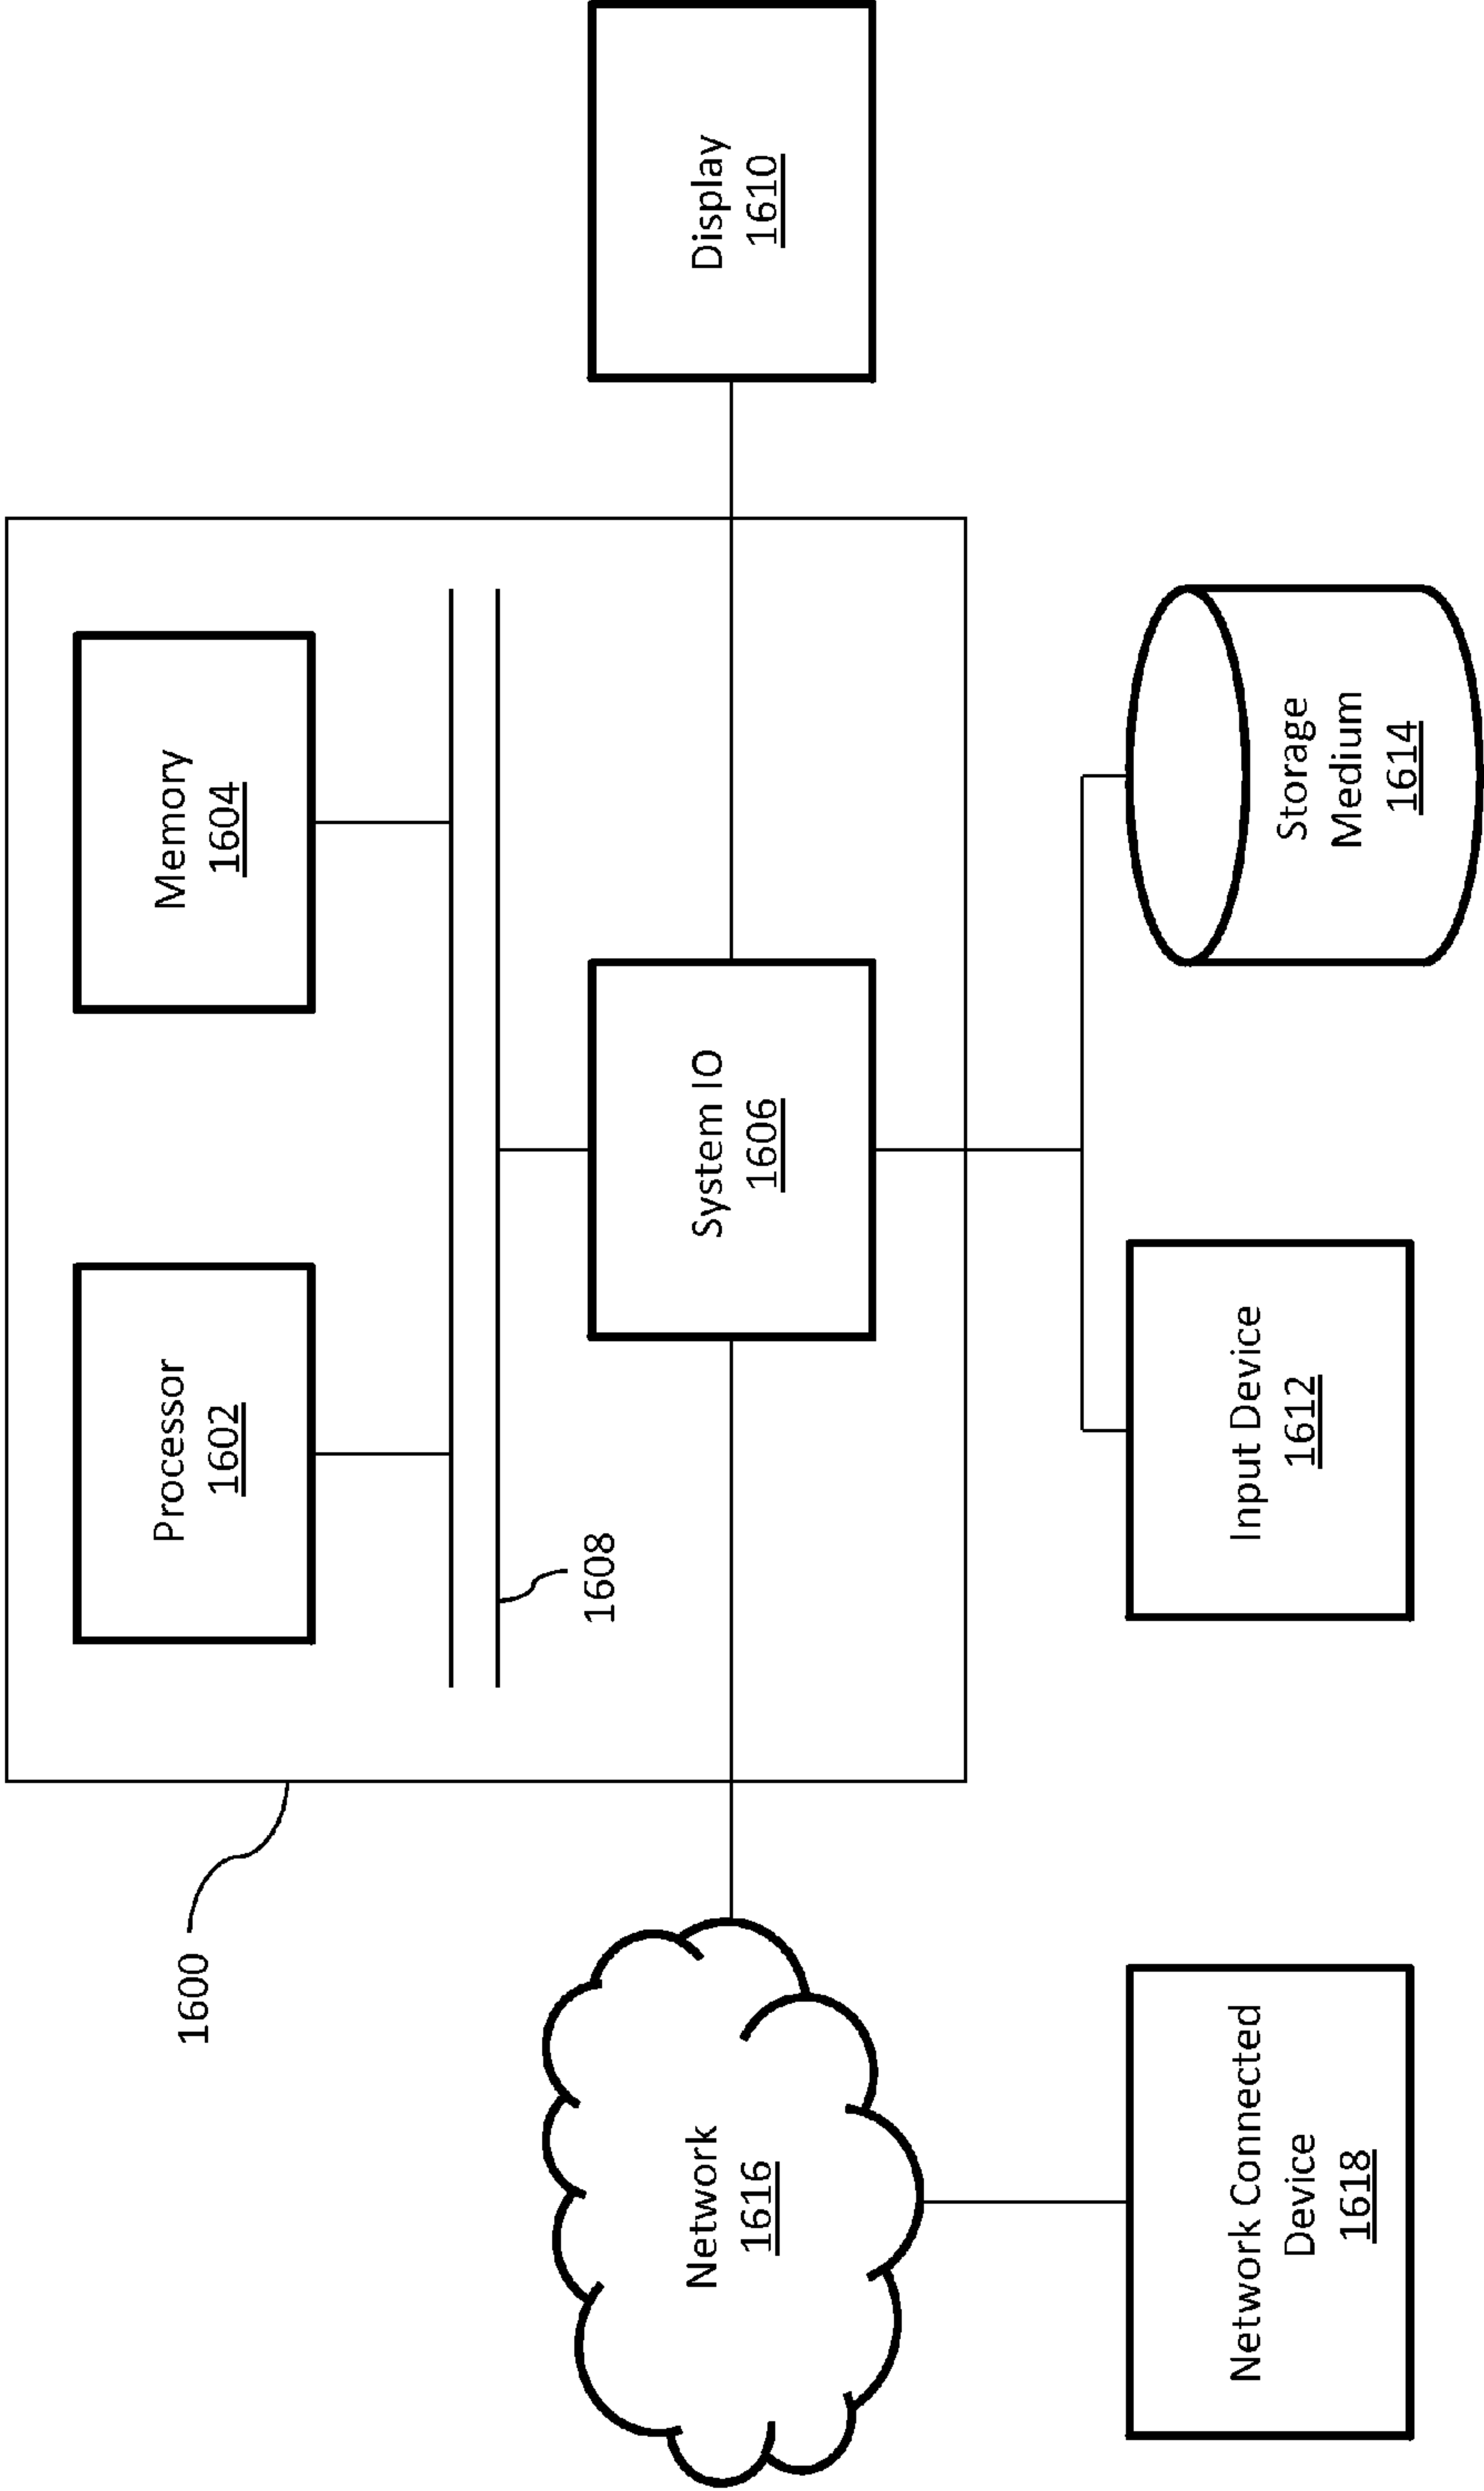 1600
Processor
1602
Memory
1604
1608
Network
1616
System IO
1606
Display
1610
Network Connected
Device
1618
Input Device
1612
Storage
Medium
1614